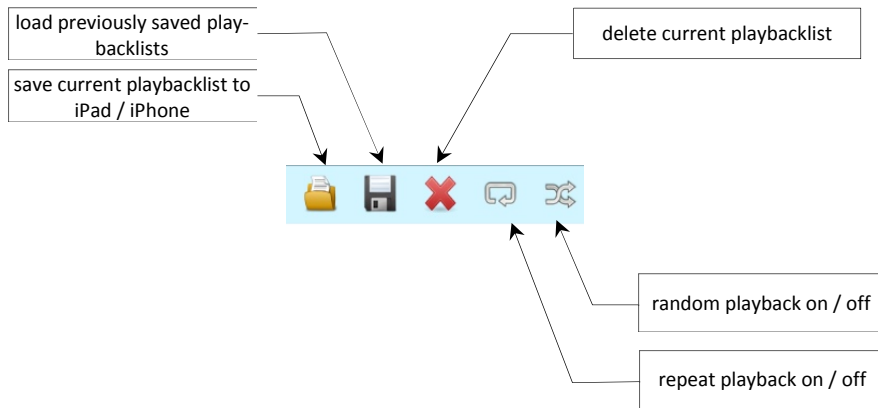 load previously saved play-
backlists
delete current playbacklist
save current playbacklist to
iPad / iPhone
random playback on / off
repeat playback on / off